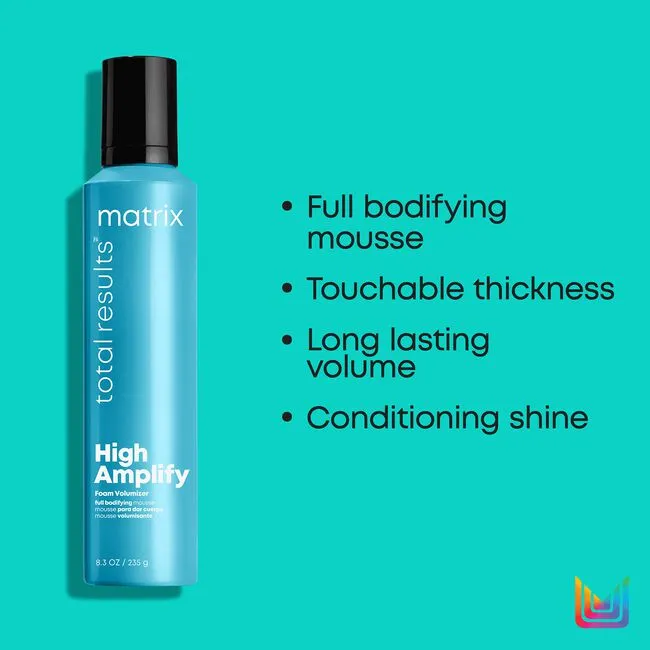 matrix
total results
High
Amplify
Foam Volumizer
full bodifying mousse
mousse para dar cuerpo
mousse volumisante
8.3 OZ / 235 g
• Full bodifying
mousse
• Touchable thickness
• Long lasting
volume
• Conditioning shine